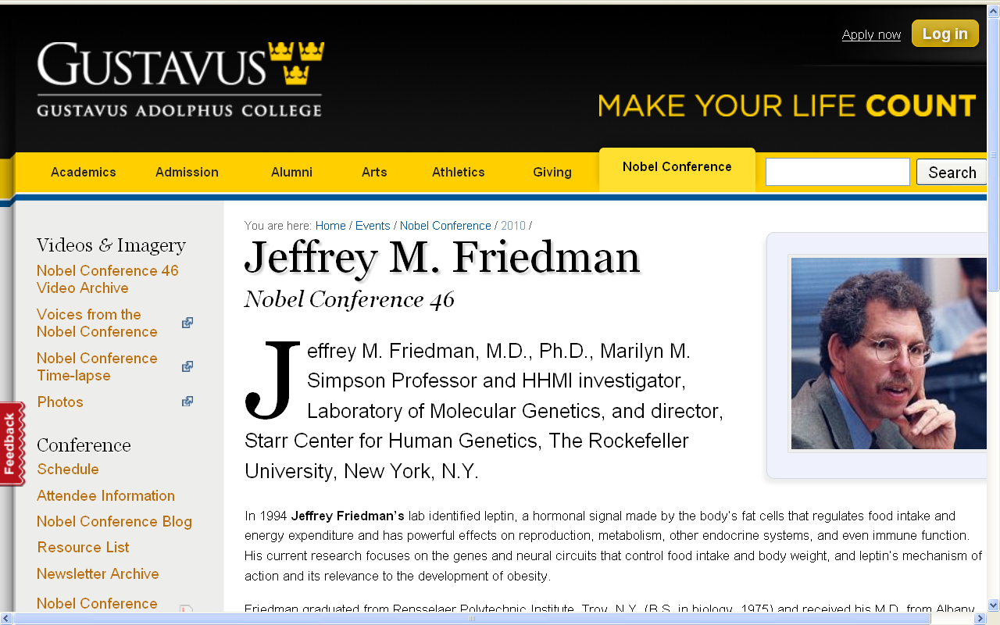 Apply now
Log in
GUSTAVUS
GUSTAVUS ADOLPHUS COLLEGE
MAKE YOUR LIFE COUNT
Academics
Admission
Alumni
Arts
Athletics
Giving
Nobel Conference
Search
You are here: Home / Events / Nobel Conference / 2010 /
Jeffrey M. Friedman
Nobel Conference 46
Jeffrey M. Friedman, M.D., Ph.D., Marilyn M.
Simpson Professor and HHMI investigator,
Laboratory of Molecular Genetics, and director,
Starr Center for Human Genetics, The Rockefeller
University, New York, N.Y.
In 1994 Jeffrey Friedman's lab identified leptin, a hormonal signal made by the body's fat cells that regulates food intake and
energy expenditure and has powerful effects on reproduction, metabolism, other endocrine systems, and even immune function.
His current research focuses on the genes and neural circuits that control food intake and body weight, and leptin's mechanism of
action and its relevance to the development of obesity.
Friedman graduated from Rensselaer Polytechnic Institute, Troy, N.Y., (B.S. in biology, 1975) and received his M.D. from Albany
Videos & Imagery
Nobel Conference 46
Video Archive
Voices from the
Nobel Conference
Nobel Conference
Time-lapse
Photos
Conference
Schedule
Attendee Information
Nobel Conference Blog
Resource List
Newsletter Archive
Nobel Conference
Feedback